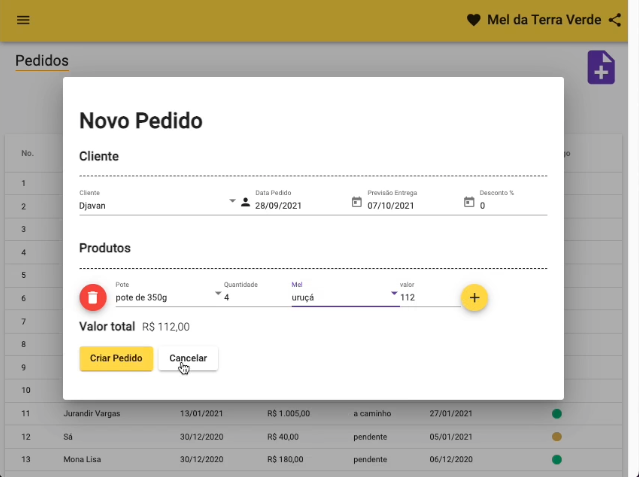 Mel da Terra Verde
Pedidos
Novo Pedido
Cliente
Cliente Data Pedido Previsão Entrega Desconto %
Djavan 28/09/2021 07/10/2021 0
Produtos
Pote Quantidade Mel valor
pote de 350g 4 uruçá 112
Valor total R$ 112,00
Criar Pedido Cancelar
No.
1
2
3
4
5
6
7
8
9
10
11 Jurandir Vargas 13/01/2021 R$ 1.005,00 a caminho 27/01/2021
12 Sá 30/12/2020 R$ 40,00 pendente 05/01/2021
13 Mona Lisa 30/12/2020 R$ 180,00 pendente 06/12/2020